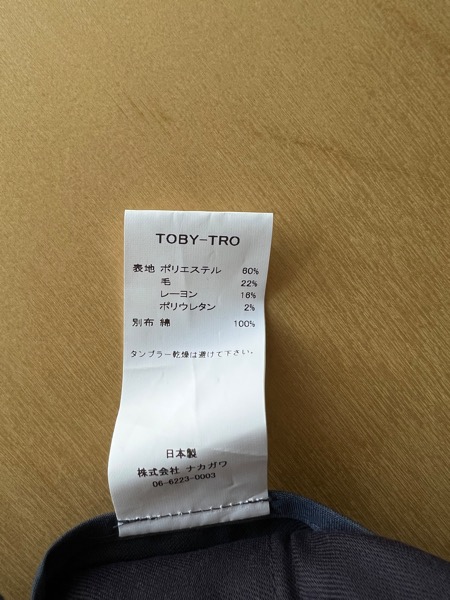 TOBY-TRO
表地 ポリエステル 60%
毛 22%
レーヨン 16%
ポリウレタン 2%
別布 綿 100%
タンブラー乾燥は避けて下さい。
日本製
株式会社 ナカガワ
06-6223-0003